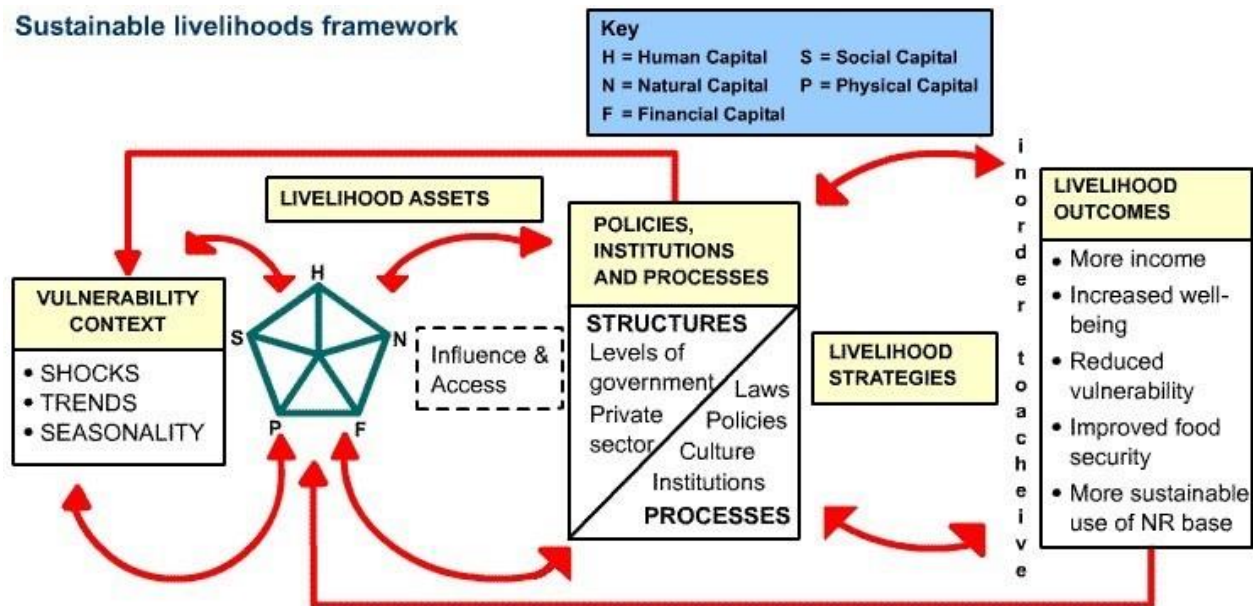 Sustainable livelihoods framework
Key
H = Human Capital S = Social Capital
N = Natural Capital P = Physical Capital
F = Financial Capital
LIVELIHOOD ASSETS
VULNERABILITY
CONTEXT
• SHOCKS
• TRENDS
• SEASONALITY
H
S
N
P
F
Influence &
Access
POLICIES,
INSTITUTIONS
AND PROCESSES
STRUCTURES
Levels of
government
Private
sector
Laws
Policies
Culture
Institutions
PROCESSES
LIVELIHOOD
STRATEGIES
inorder toacheive
LIVELIHOOD
OUTCOMES
• More income
• Increased well-
being
• Reduced
vulnerability
• Improved food
security
• More sustainable
use of NR base